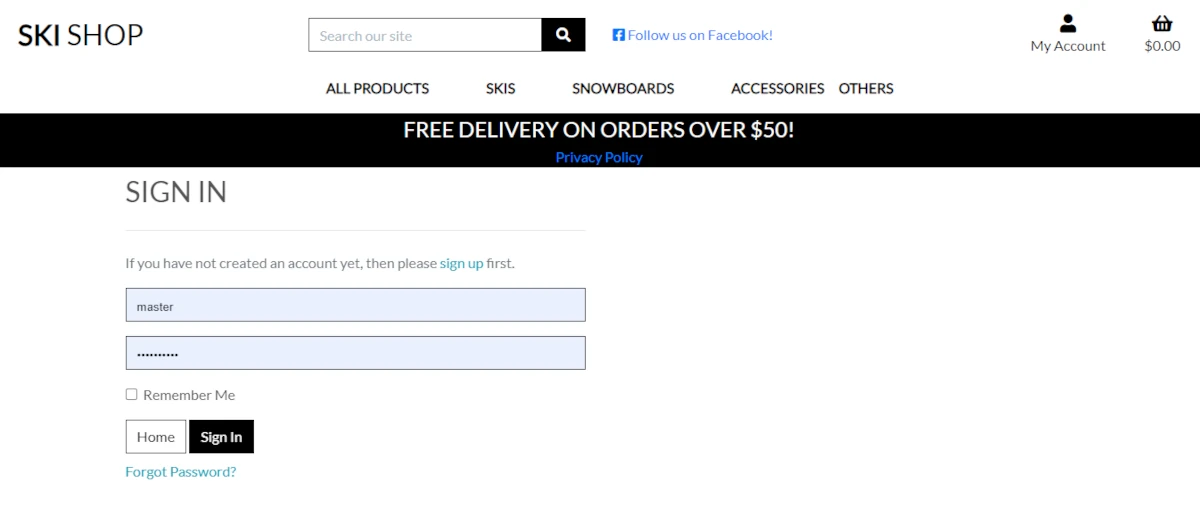 SKI SHOP
Search our site
Follow us on Facebook!
My Account
$0.00
ALL PRODUCTS SKIS SNOWBOARDS ACCESSORIES OTHERS
FREE DELIVERY ON ORDERS OVER $50!
Privacy Policy
SIGN IN
If you have not created an account yet, then please sign up first.
master
••••••••••
Remember Me
Home Sign In
Forgot Password?